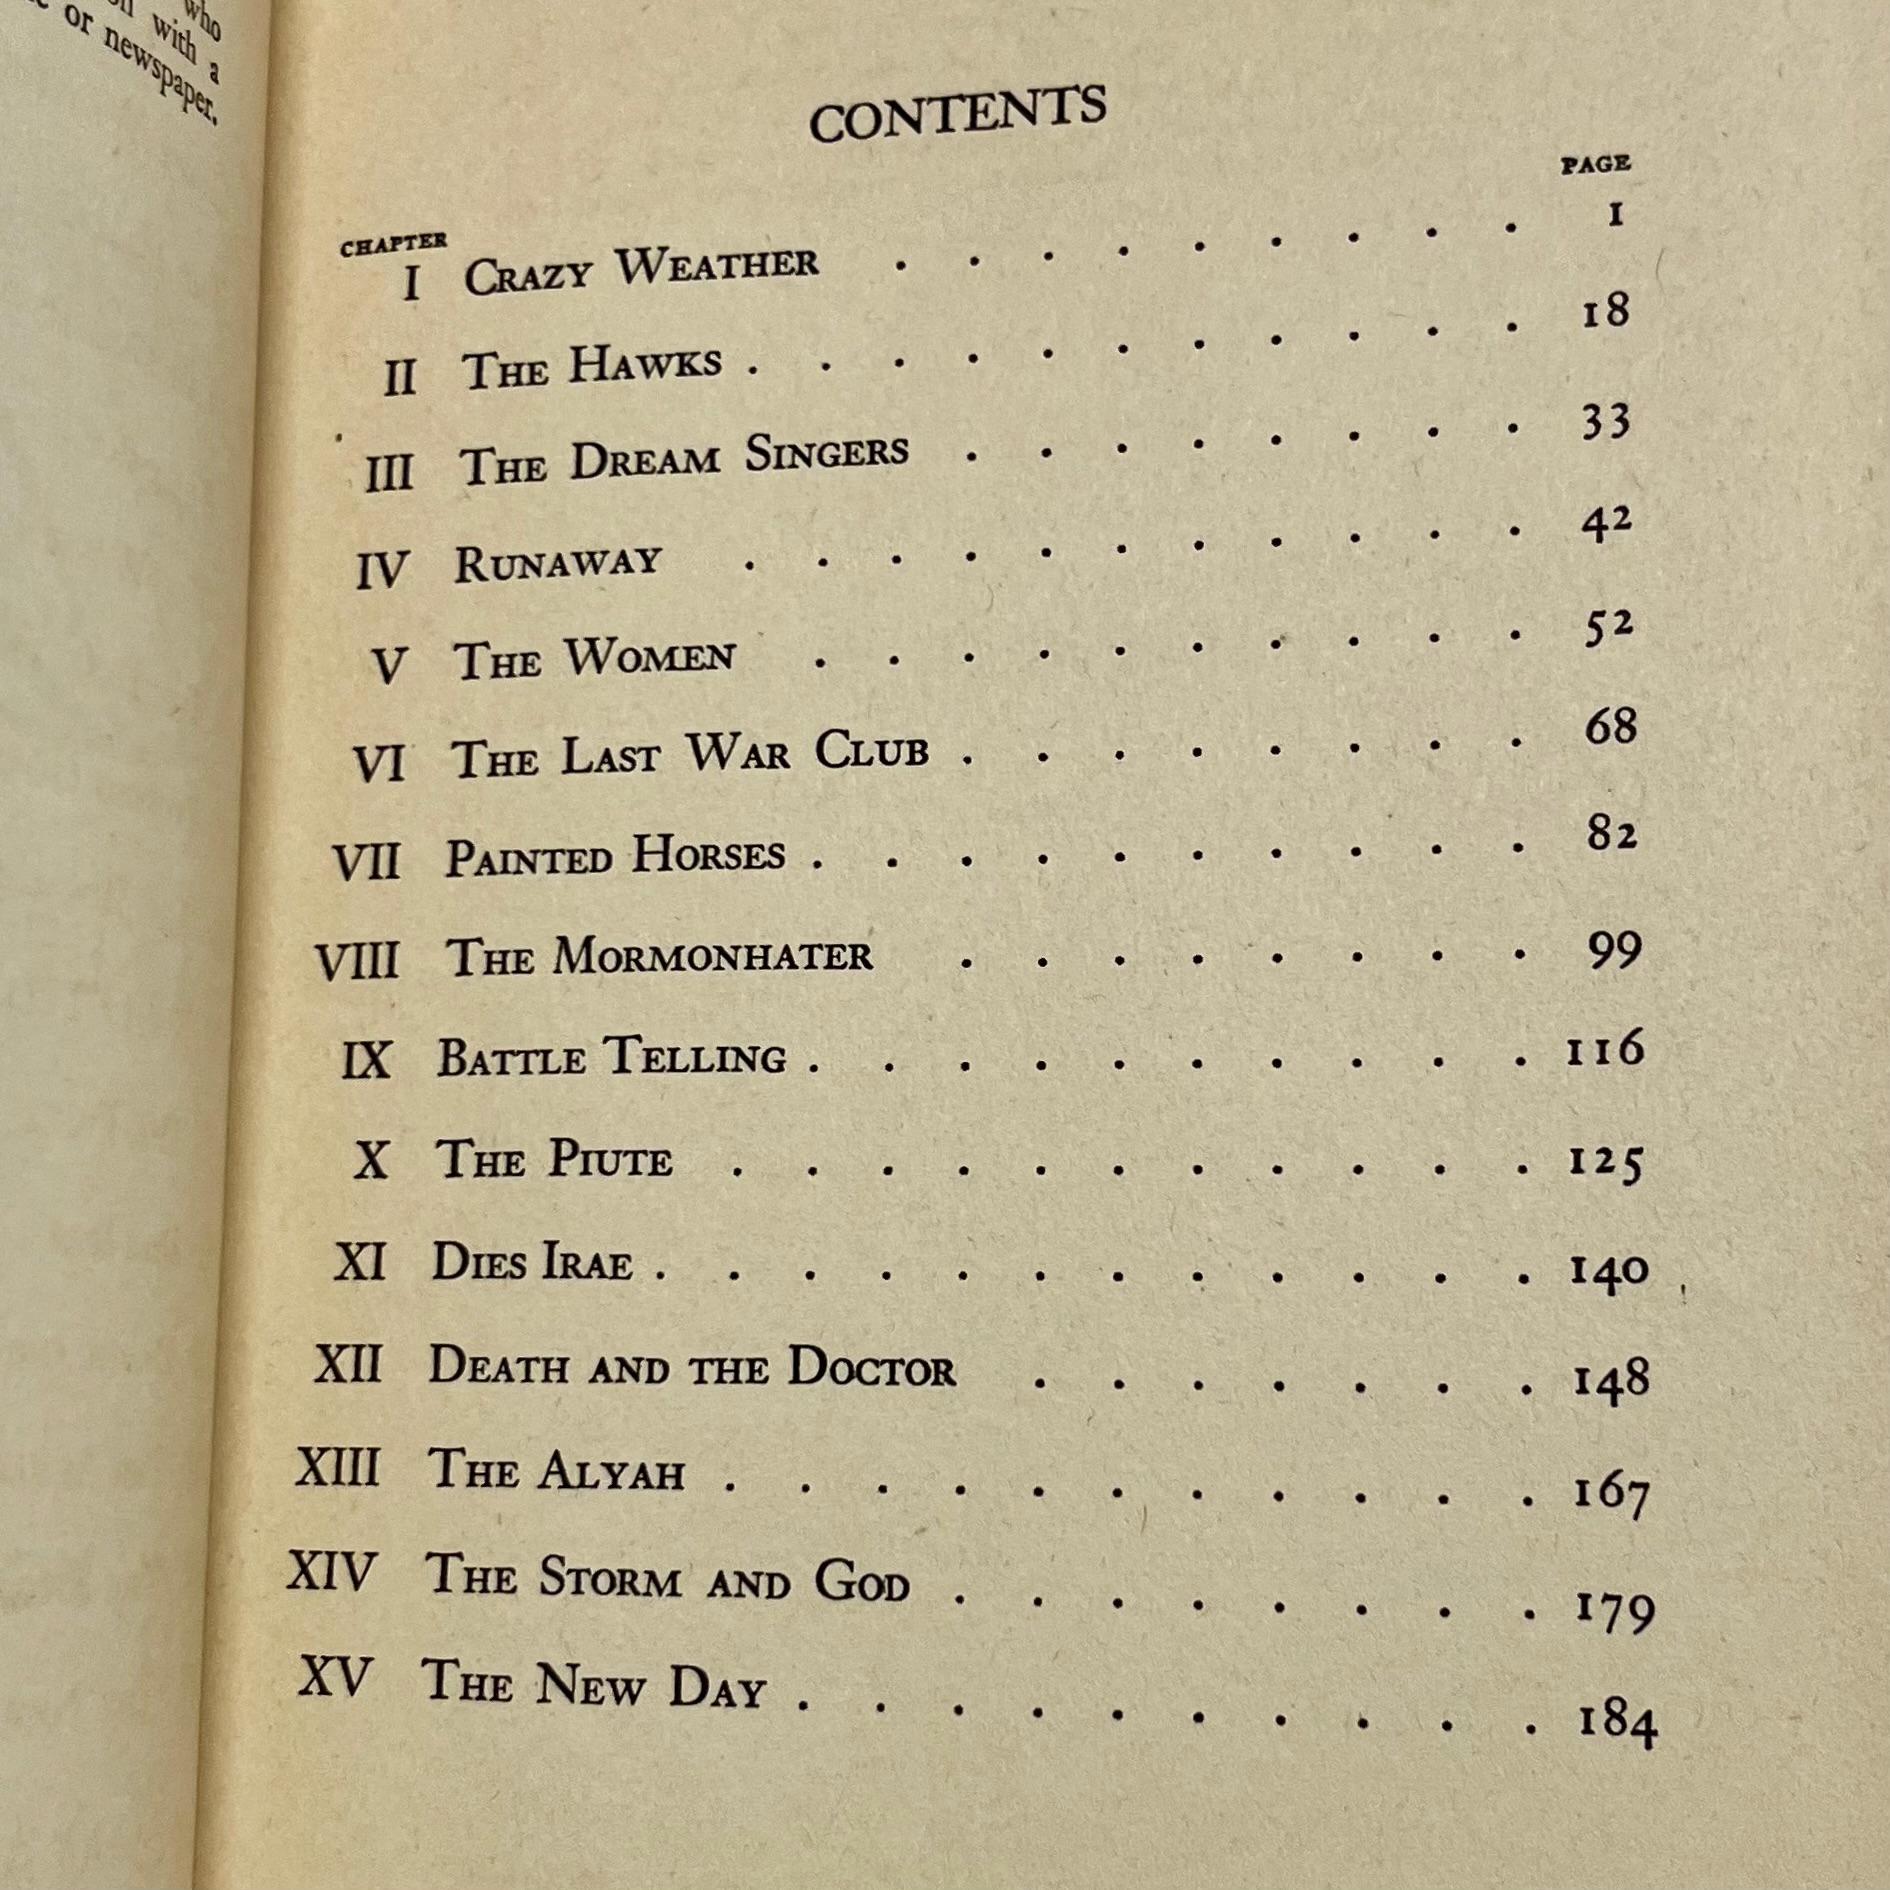 who
with a
or newspaper.
CONTENTS
PAGE
CHAPTER
I CRAZY WEATHER . . . . . . . . . 1
II THE HAWKS . . . . . . . . . . . 18
III THE DREAM SINGERS . . . . . . . . 33
IV RUNAWAY . . . . . . . . . . . 42
V THE WOMEN . . . . . . . . . . 52
VI THE LAST WAR CLUB . . . . . . . . 68
VII PAINTED HORSES . . . . . . . . . . 82
VIII THE MORMONHATER . . . . . . . . 99
IX BATTLE TELLING . . . . . . . . . . 116
X THE PIUTE . . . . . . . . . . . 125
XI DIES IRAE . . . . . . . . . . . . 140
XII DEATH AND THE DOCTOR . . . . . . . 148
XIII THE ALYAH . . . . . . . . . . . 167
XIV THE STORM AND GOD . . . . . . . . 179
XV THE NEW DAY . . . . . . . . . . 184